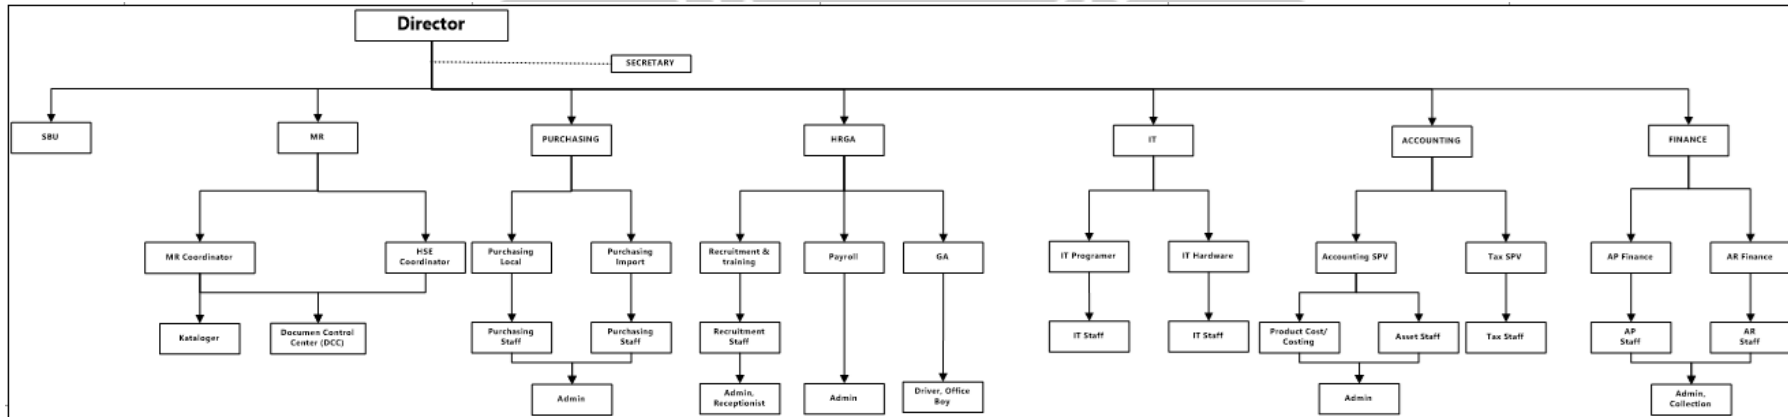 Director
SECRETARY
SBU
MR
PURCHASING
HRGA
IT
ACCOUNTING
FINANCE
MR Coordinator
HSE
Coordinator
Purchasing
Local
Purchasing
Import
Recruitment &
training
Payroll
GA
IT Programer
IT Hardware
Accounting SPV
Tax SPV
AP Finance
AR Finance
Kataloger
Documen Control
Center (DCC)
Purchasing
Staff
Purchasing
Staff
Recruitment
Staff
IT Staff
IT Staff
Product Cost/
Costing
Asset Staff
Tax Staff
AP
Staff
AR
Staff
Admin
Admin,
Receptionist
Admin
Driver, Office
Boy
Admin
Admin,
Collection